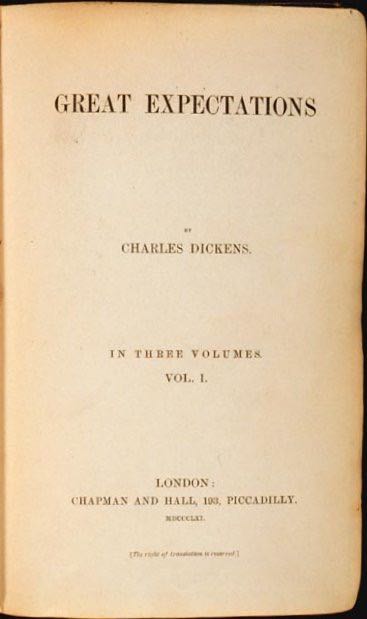 GREAT EXPECTATIONS
BY
CHARLES DICKENS.
IN THREE VOLUMES.
VOL. I.
LONDON:
CHAPMAN AND HALL, 193, PICCADILLY.
MDCCCLXI.
[The right of translation is reserved.]